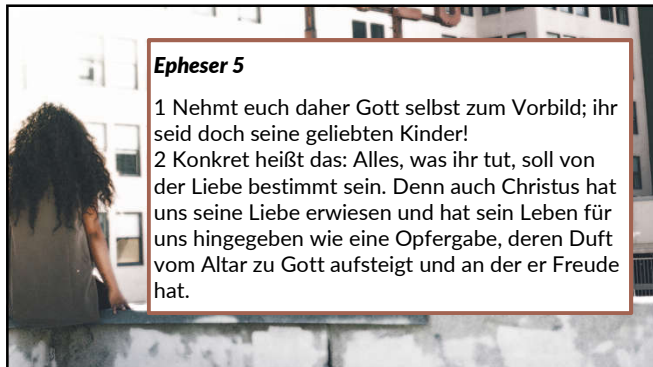 Epheser 5
1 Nehmt euch daher Gott selbst zum Vorbild; ihr
seid doch seine geliebten Kinder!
2 Konkret heißt das: Alles, was ihr tut, soll von
der Liebe bestimmt sein. Denn auch Christus hat
uns seine Liebe erwiesen und hat sein Leben für
uns hingegeben wie eine Opfergabe, deren Duft
vom Altar zu Gott aufsteigt und an der er Freude
hat.